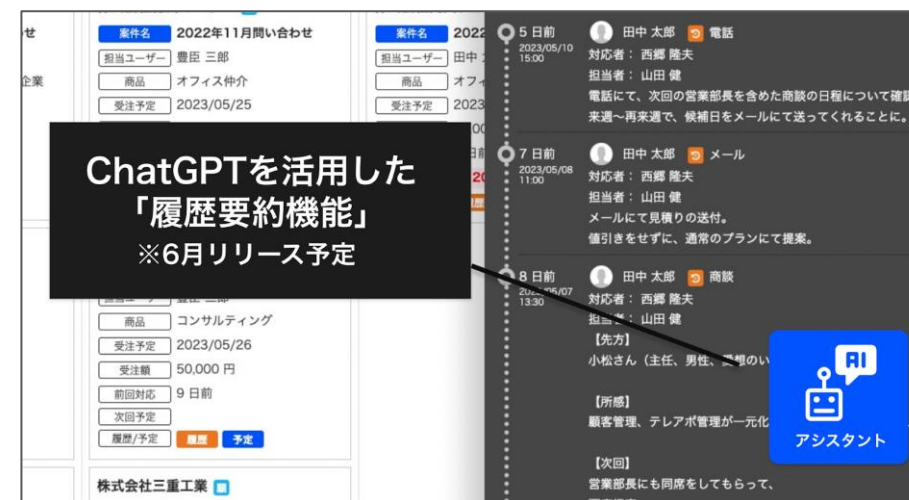 せ
企業
案件名 2022年11月問い合わせ
担当ユーザー 豊臣 三郎
商品 オフィス仲介
受注予定 2023/05/25
案件名 2022
担当ユーザー 田中
商品 オフィ
受注予定 2023
ChatGPTを活用した
「履歴要約機能」
※6月リリース予定
商品 コンサルティング
受注予定 2023/05/26
受注額 50,000 円
前回対応 9 日前
次回予定
履歴/予定 履歴 予定
株式会社三重工業
5 日前 田中 太郎 電話
2023/05/10
15:00
対応者： 西郷 隆夫
担当者： 山田 健
電話にて、次回の営業部長を含めた商談の日程について確認
来週〜再来週で、候補日をメールにて送ってくれることに。
7 日前 田中 太郎 メール
2023/05/08
11:00
対応者： 西郷 隆夫
担当者： 山田 健
メールにて見積りの送付。
値引きをせずに、通常のプランにて提案。
8 日前 田中 太郎 商談
2023/05/07
13:30
対応者： 西郷 隆夫
担当者： 山田 健
【先方】
小松さん（主任、男性、愛想のい
【所感】
顧客管理、テレアポ管理が一元化
【次回】
営業部長にも同席をしてもらって、
AI
アシスタント